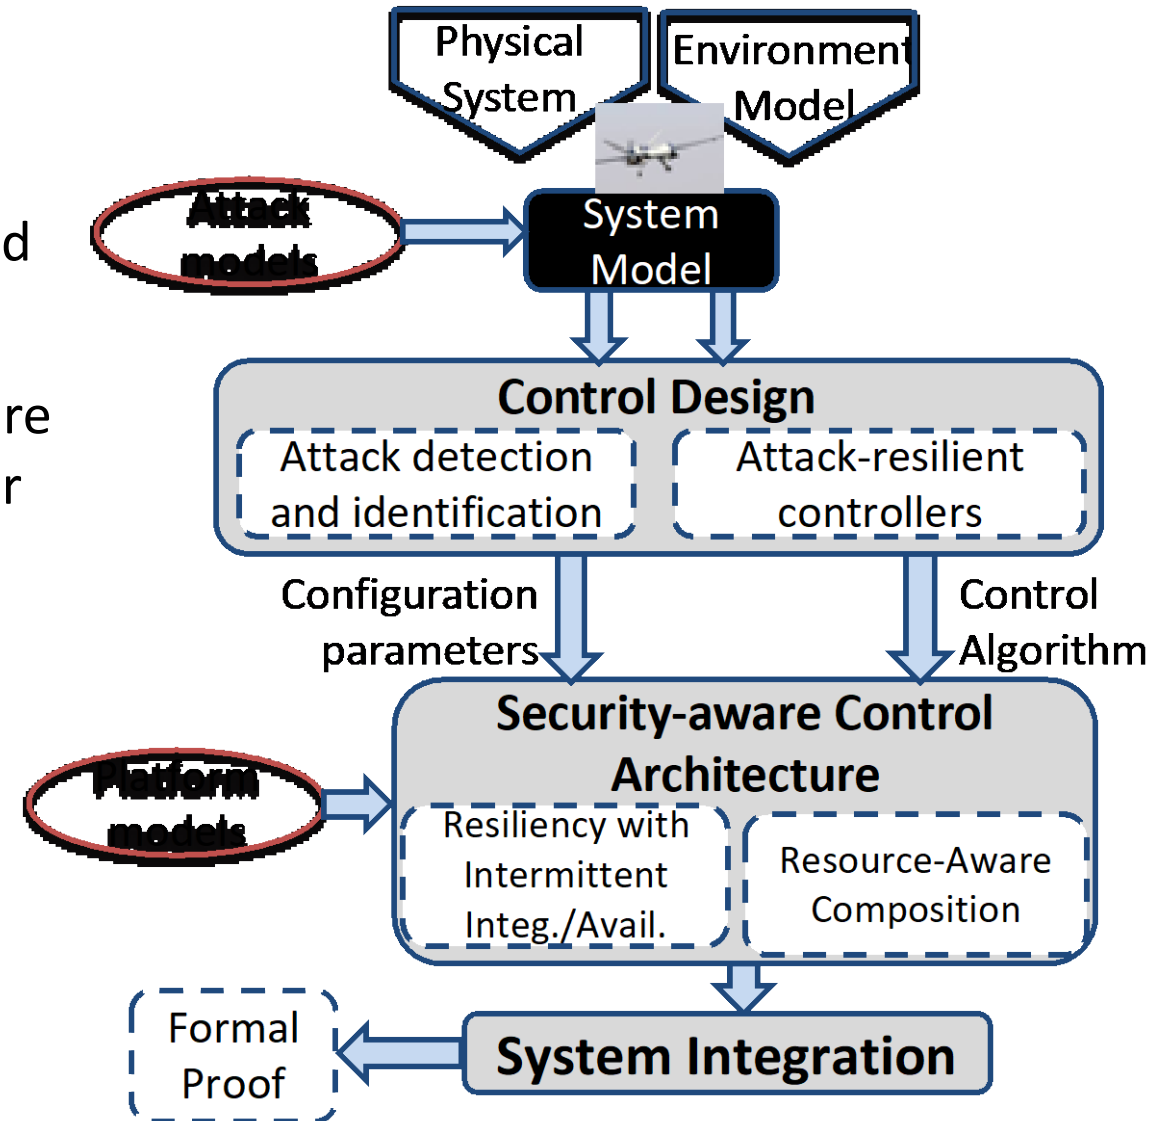 Physical
System
Environment
Model
Attack
models
System
Model
d
re
r
Control Design
Attack detection
and identification
Attack-resilient
controllers
Configuration
parameters
Control
Algorithm
Security-aware Control
Architecture
Platform
models
Resiliency with
Intermittent
Integ./Avail.
Resource-Aware
Composition
Formal
Proof
System Integration